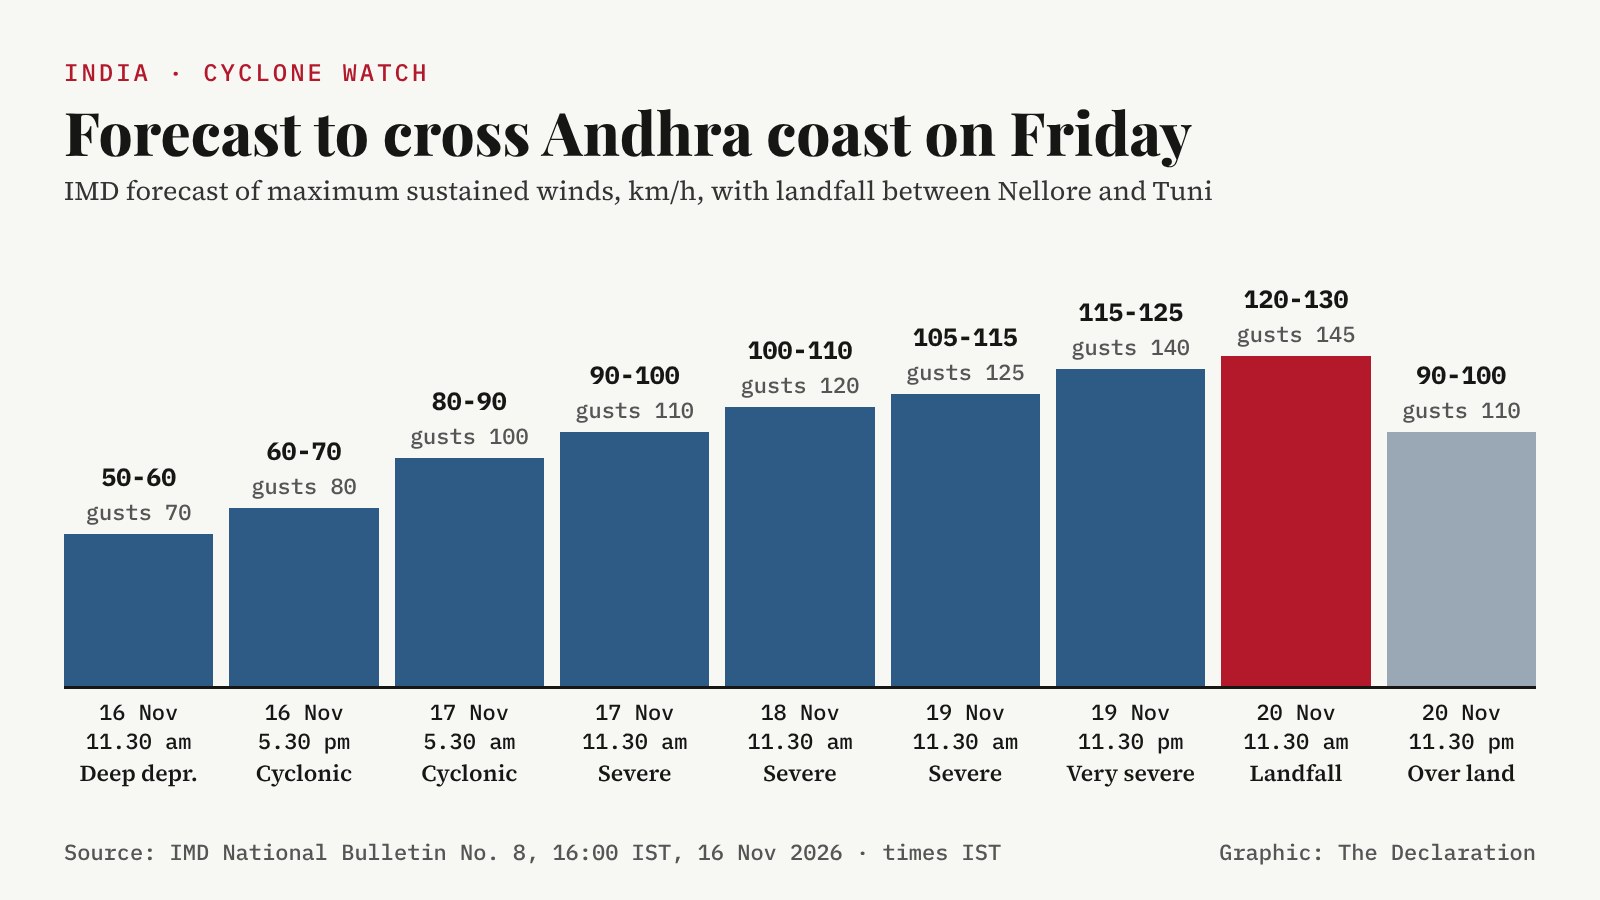 INDIA · CYCLONE WATCH
Forecast to cross Andhra coast on Friday
IMD forecast of maximum sustained winds, km/h, with landfall between Nellore and Tuni
50-60
gusts 70
60-70
gusts 80
80-90
gusts 100
90-100
gusts 110
100-110
gusts 120
105-115
gusts 125
115-125
gusts 140
120-130
gusts 145
90-100
gusts 110
16 Nov
11.30 am
Deep depr.
16 Nov
5.30 pm
Cyclonic
17 Nov
5.30 am
Cyclonic
17 Nov
11.30 am
Severe
18 Nov
11.30 am
Severe
19 Nov
11.30 am
Severe
19 Nov
11.30 pm
Very severe
20 Nov
11.30 am
Landfall
20 Nov
11.30 pm
Over land
Source: IMD National Bulletin No. 8, 16:00 IST, 16 Nov 2026 · times IST
Graphic: The Declaration